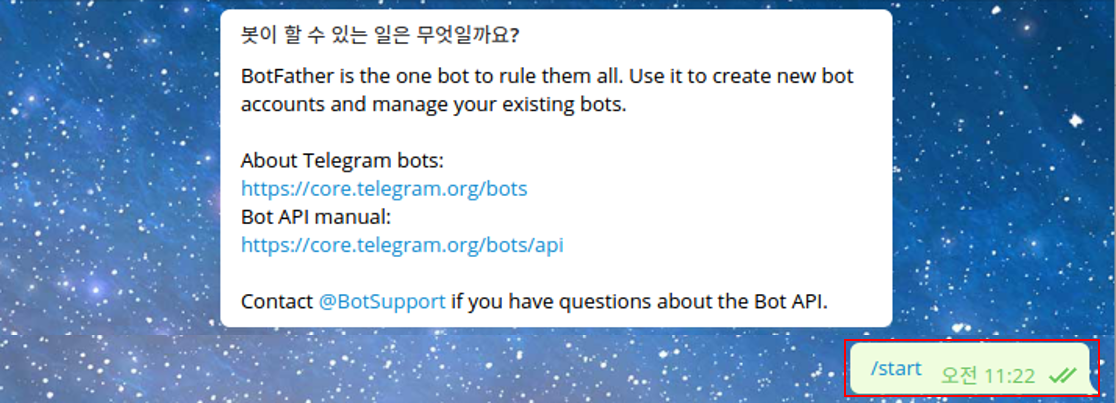 봇이 할 수 있는 일은 무엇일까요?
BotFather is the one bot to rule them all. Use it to create new bot
accounts and manage your existing bots.
About Telegram bots:
https://core.telegram.org/bots
Bot API manual:
https://core.telegram.org/bots/api
Contact @BotSupport if you have questions about the Bot API.
/start 오전 11:22